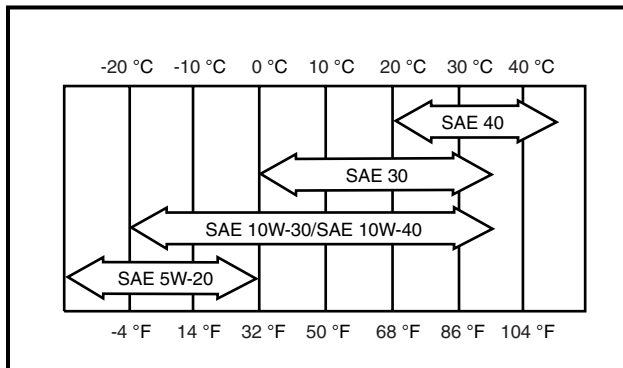 -20 °C -10 °C 0 °C 10 °C 20 °C 30 °C 40 °C
SAE 40
SAE 30
SAE 10W-30/SAE 10W-40
SAE 5W-20
-4 °F 14 °F 32 °F 50 °F 68 °F 86 °F 104 °F